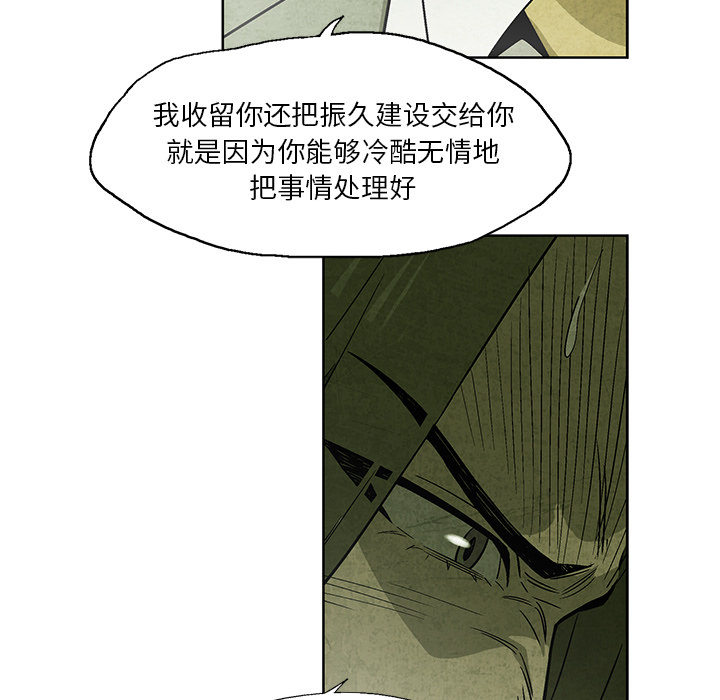 我收留你还把振久建设交给你
就是因为你能够冷酷无情地
把事情处理好